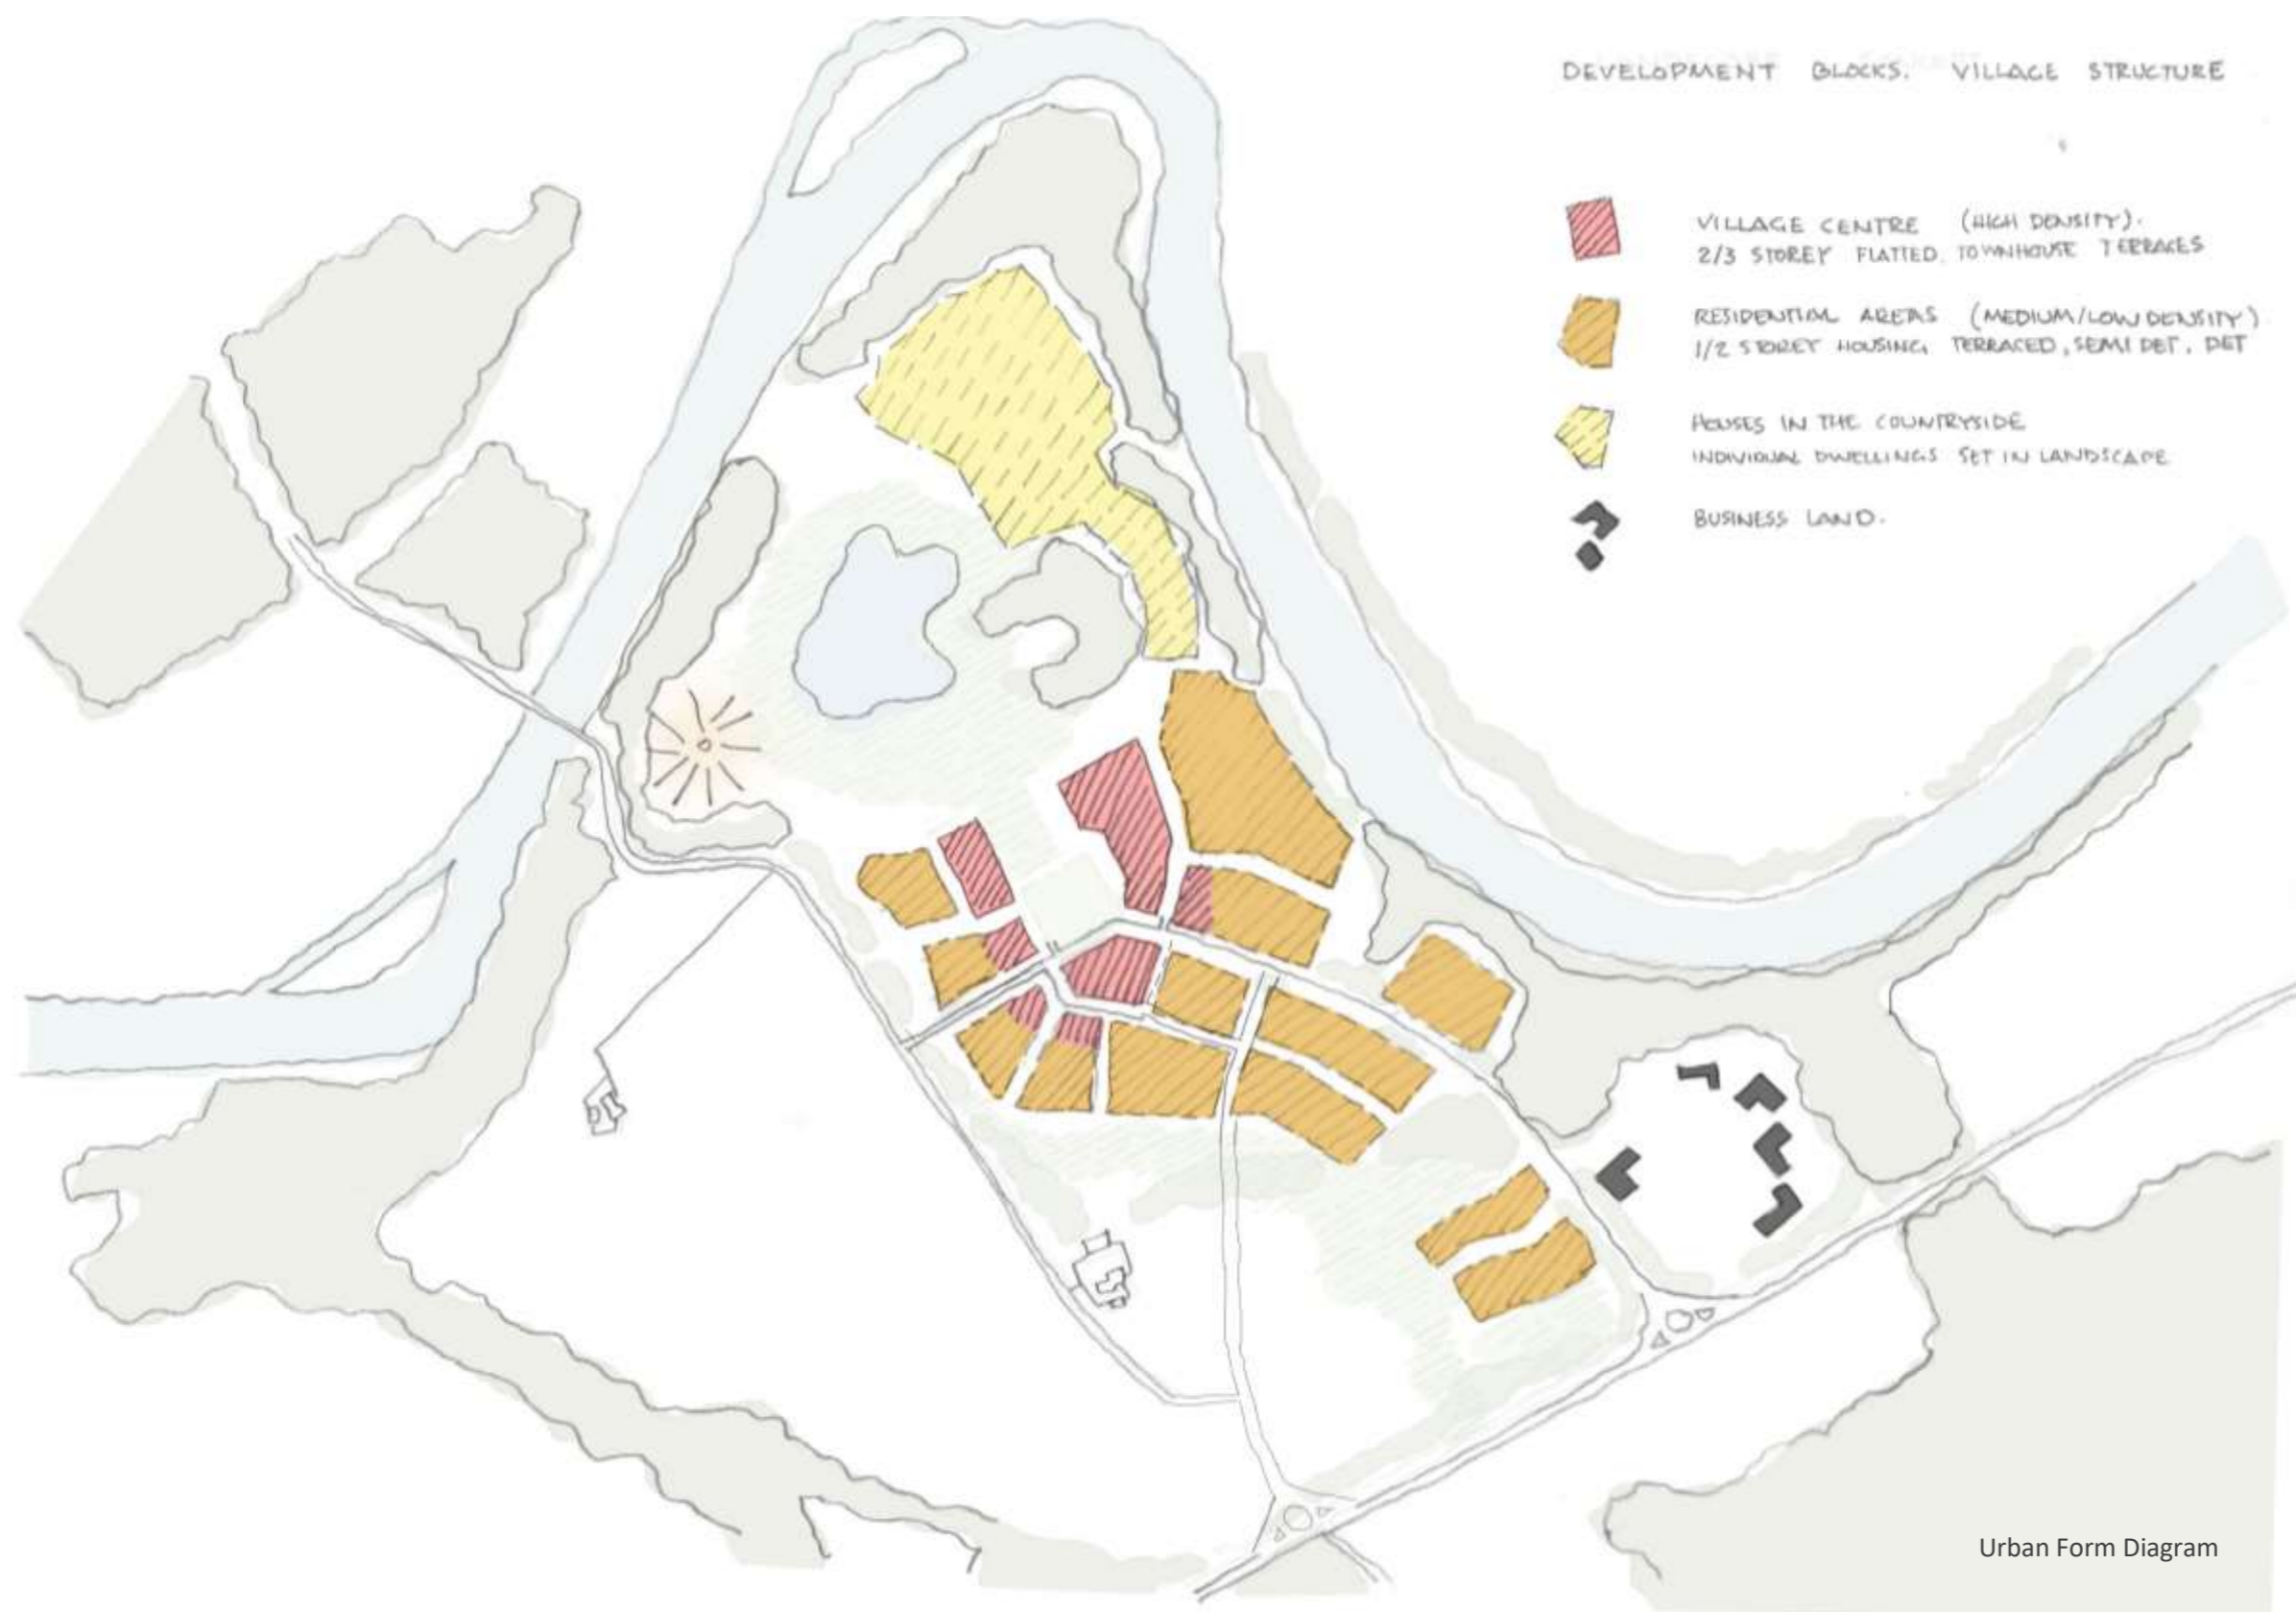 DEVELOPMENT BLOCKS. VILLAGE STRUCTURE
VILLAGE CENTRE (HIGH DENSITY).
2/3 STOREY FLATTED. TOWNHOUSE TERRACES
RESIDENTIAL AREAS (MEDIUM/LOW DENSITY)
1/2 STOREY HOUSING, TERRACED, SEMI DET, DET
HOUSES IN THE COUNTRYSIDE
INDIVIDUAL DWELLINGS SET IN LANDSCAPE
BUSINESS LAND.
Urban Form Diagram